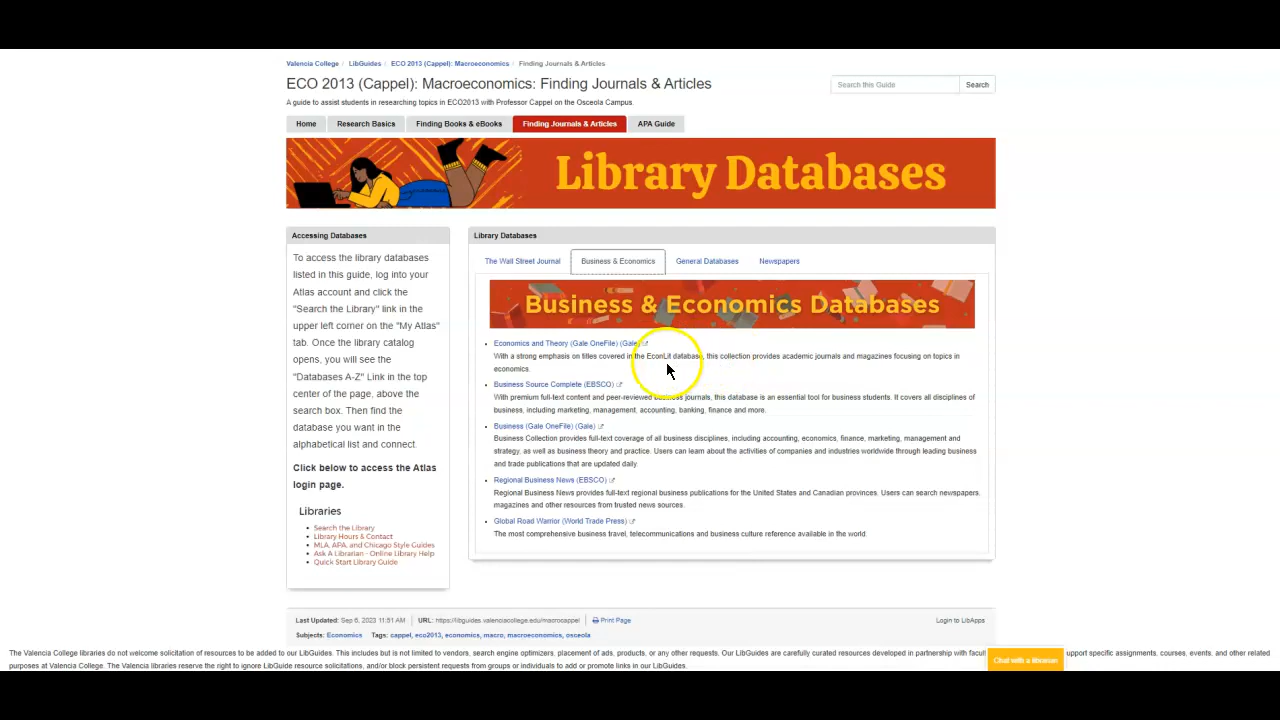 Valencia College / LibGuides / ECO 2013 (Cappel): Macroeconomics / Finding Journals & Articles
ECO 2013 (Cappel): Macroeconomics: Finding Journals & Articles
Search this Guide
Search
A guide to assist students in researching topics in ECO2013 with Professor Cappel on the Osceola Campus.
Home
Research Basics
Finding Books & eBooks
Finding Journals & Articles
APA Guide
Library Databases
Accessing Databases
To access the library databases
listed in this guide, log into your
Atlas account and click the
"Search the Library" link in the
upper left corner on the "My Atlas"
tab. Once the library catalog
opens, you will see the
"Databases A-Z" Link in the top
center of the page, above the
search box. Then find the
database you want in the
alphabetical list and connect.
Click below to access the Atlas
login page.
Libraries
Search the Library
Library Hours & Contact
MLA, APA, and Chicago Style Guides
Ask A Librarian - Online Library Help
Quick Start Library Guide
Library Databases
The Wall Street Journal
Business & Economics
General Databases
Newspapers
Business & Economics Databases
Economics and Theory (Gale OneFile) (Gale)
With a strong emphasis on titles covered in the EconLit database, this collection provides academic journals and magazines focusing on topics in
economics.
Business Source Complete (EBSCO)
With premium full-text content and peer-reviewed business journals, this database is an essential tool for business students. It covers all disciplines of
business, including marketing, management, accounting, banking, finance and more.
Business (Gale OneFile) (Gale)
Business Collection provides full-text coverage of all business disciplines, including accounting, economics, finance, marketing, management and
strategy, as well as business theory and practice. Users can learn about the activities of companies and industries worldwide through leading business
and trade publications that are updated daily.
Regional Business News (EBSCO)
Regional Business News provides full-text regional business publications for the United States and Canadian provinces. Users can search newspapers,
magazines and other resources from trusted news sources.
Global Road Warrior (World Trade Press)
The most comprehensive business travel, telecommunications and business culture reference available in the world.
Last Updated: Sep 6, 2023 11:51 AM
URL: https://libguides.valenciacollege.edu/macrocappel
Print Page
Login to LibApps
Subjects: Economics
Tags: cappel, eco2013, economics, macro, macroeconomics, osceola
The Valencia College libraries do not welcome solicitation of resources to be added to our LibGuides. This includes but is not limited to vendors, search engine optimizers, placement of ads, products, or any other requests. Our LibGuides are carefully curated resources developed in partnership with facul upport specific assignments, courses, events, and other related
purposes at Valencia College. The Valencia libraries reserve the right to ignore LibGuide resource solicitations, and/or block persistent requests from groups or individuals to add or promote links in our LibGuides.
Chat with a librarian